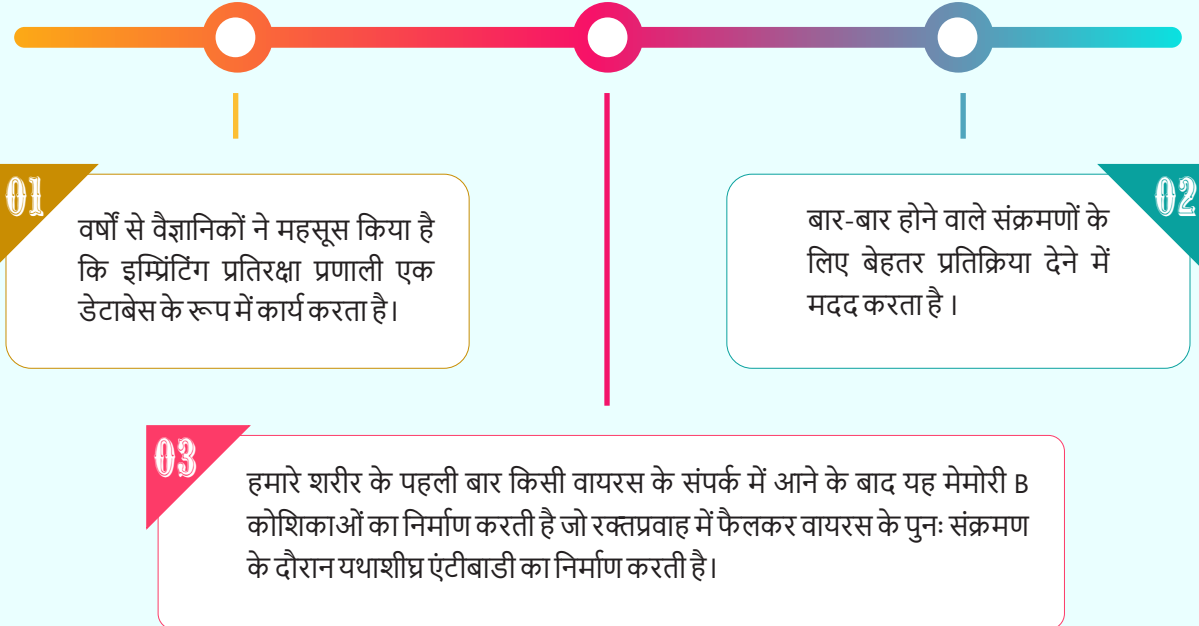 01
वर्षों से वैज्ञानिकों ने महसूस किया है
कि इम्प्रिंटिंग प्रतिरक्षा प्रणाली एक
डेटाबेस के रूप में कार्य करता है।
02
बार-बार होने वाले संक्रमणों के
लिए बेहतर प्रतिक्रिया देने में
मदद करता है ।
03
हमारे शरीर के पहली बार किसी वायरस के संपर्क में आने के बाद यह मेमोरी B
कोशिकाओं का निर्माण करती है जो रक्तप्रवाह में फैलकर वायरस के पुनः संक्रमण
के दौरान यथाशीघ्र एंटीबाडी का निर्माण करती है।